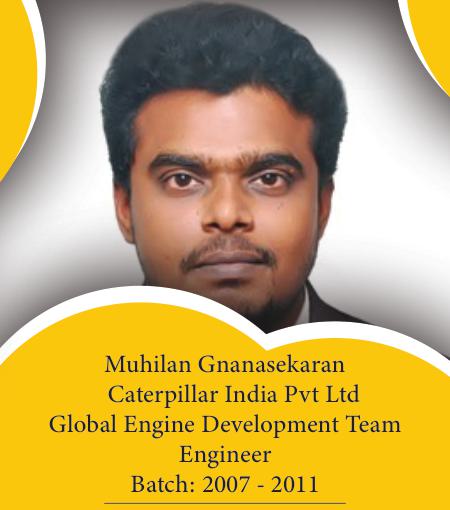 Muhilan Gnanasekaran
Caterpillar India Pvt Ltd
Global Engine Development Team
Engineer
Batch: 2007 - 2011